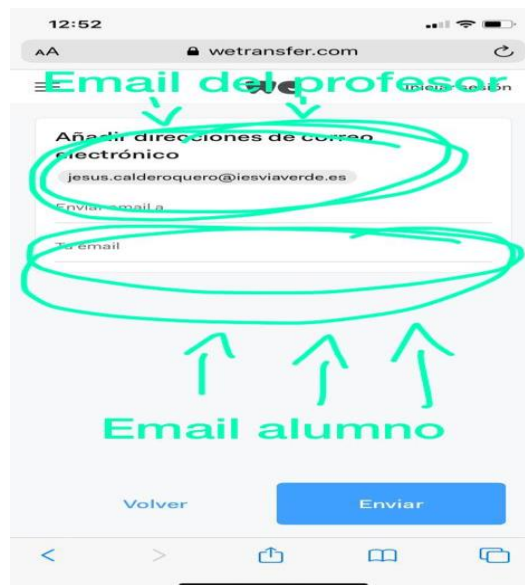 12:52
AA wetransfer.com
Email del profesor
Iniciar sesión
Añadir direcciones de correo
electrónico
jesus.calderoquero@iesviaverde.es
Enviar email a
Tu email
Email alumno
Volver Enviar